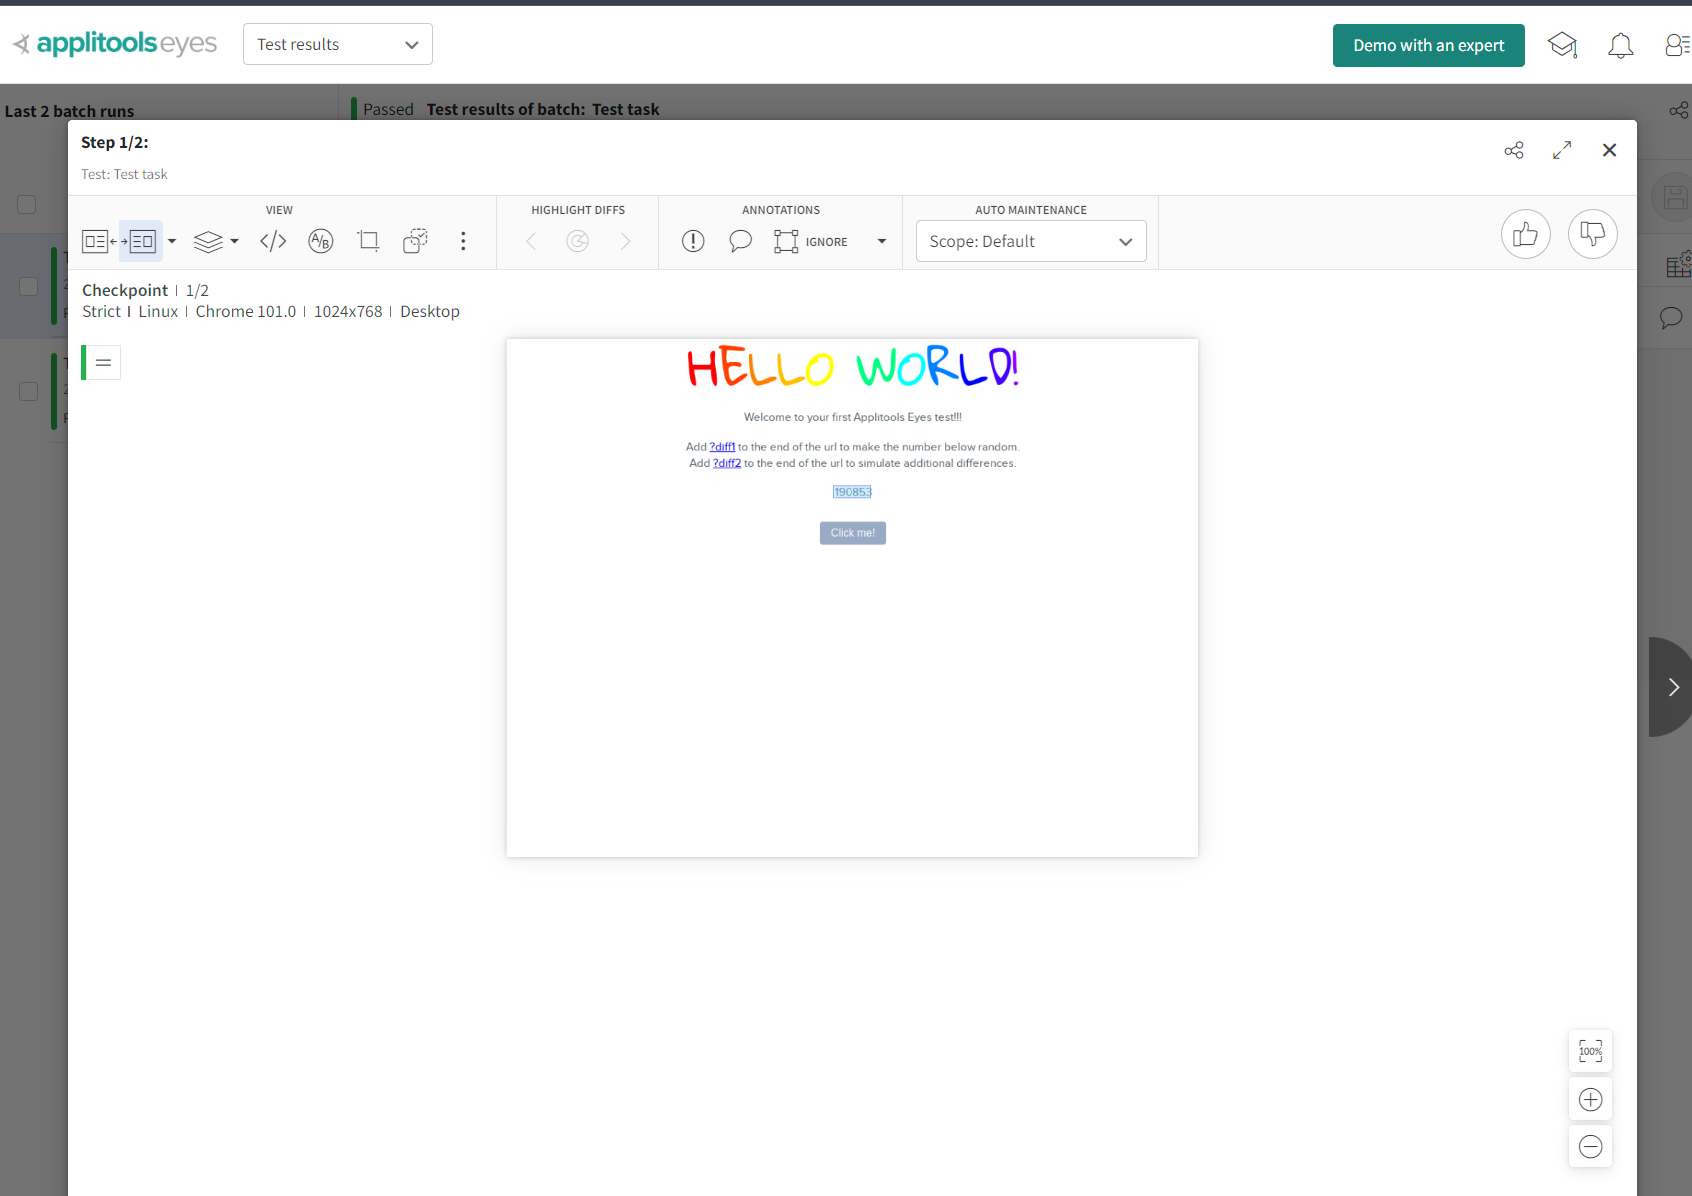 applitools eyes
Test results
Demo with an expert
Last 2 batch runs
Passed Test results of batch: Test task
Step 1/2:
Test: Test task
VIEW
HIGHLIGHT DIFFS
ANNOTATIONS
AUTO MAINTENANCE
A/B
IGNORE
Scope: Default
Checkpoint | 1/2
Strict | Linux | Chrome 101.0 | 1024x768 | Desktop
HELLO WORLD!
Welcome to your first Applitools Eyes test!!!
Add ?diff1 to the end of the url to make the number below random.
Add ?diff2 to the end of the url to simulate additional differences.
190853
Click me!
100%